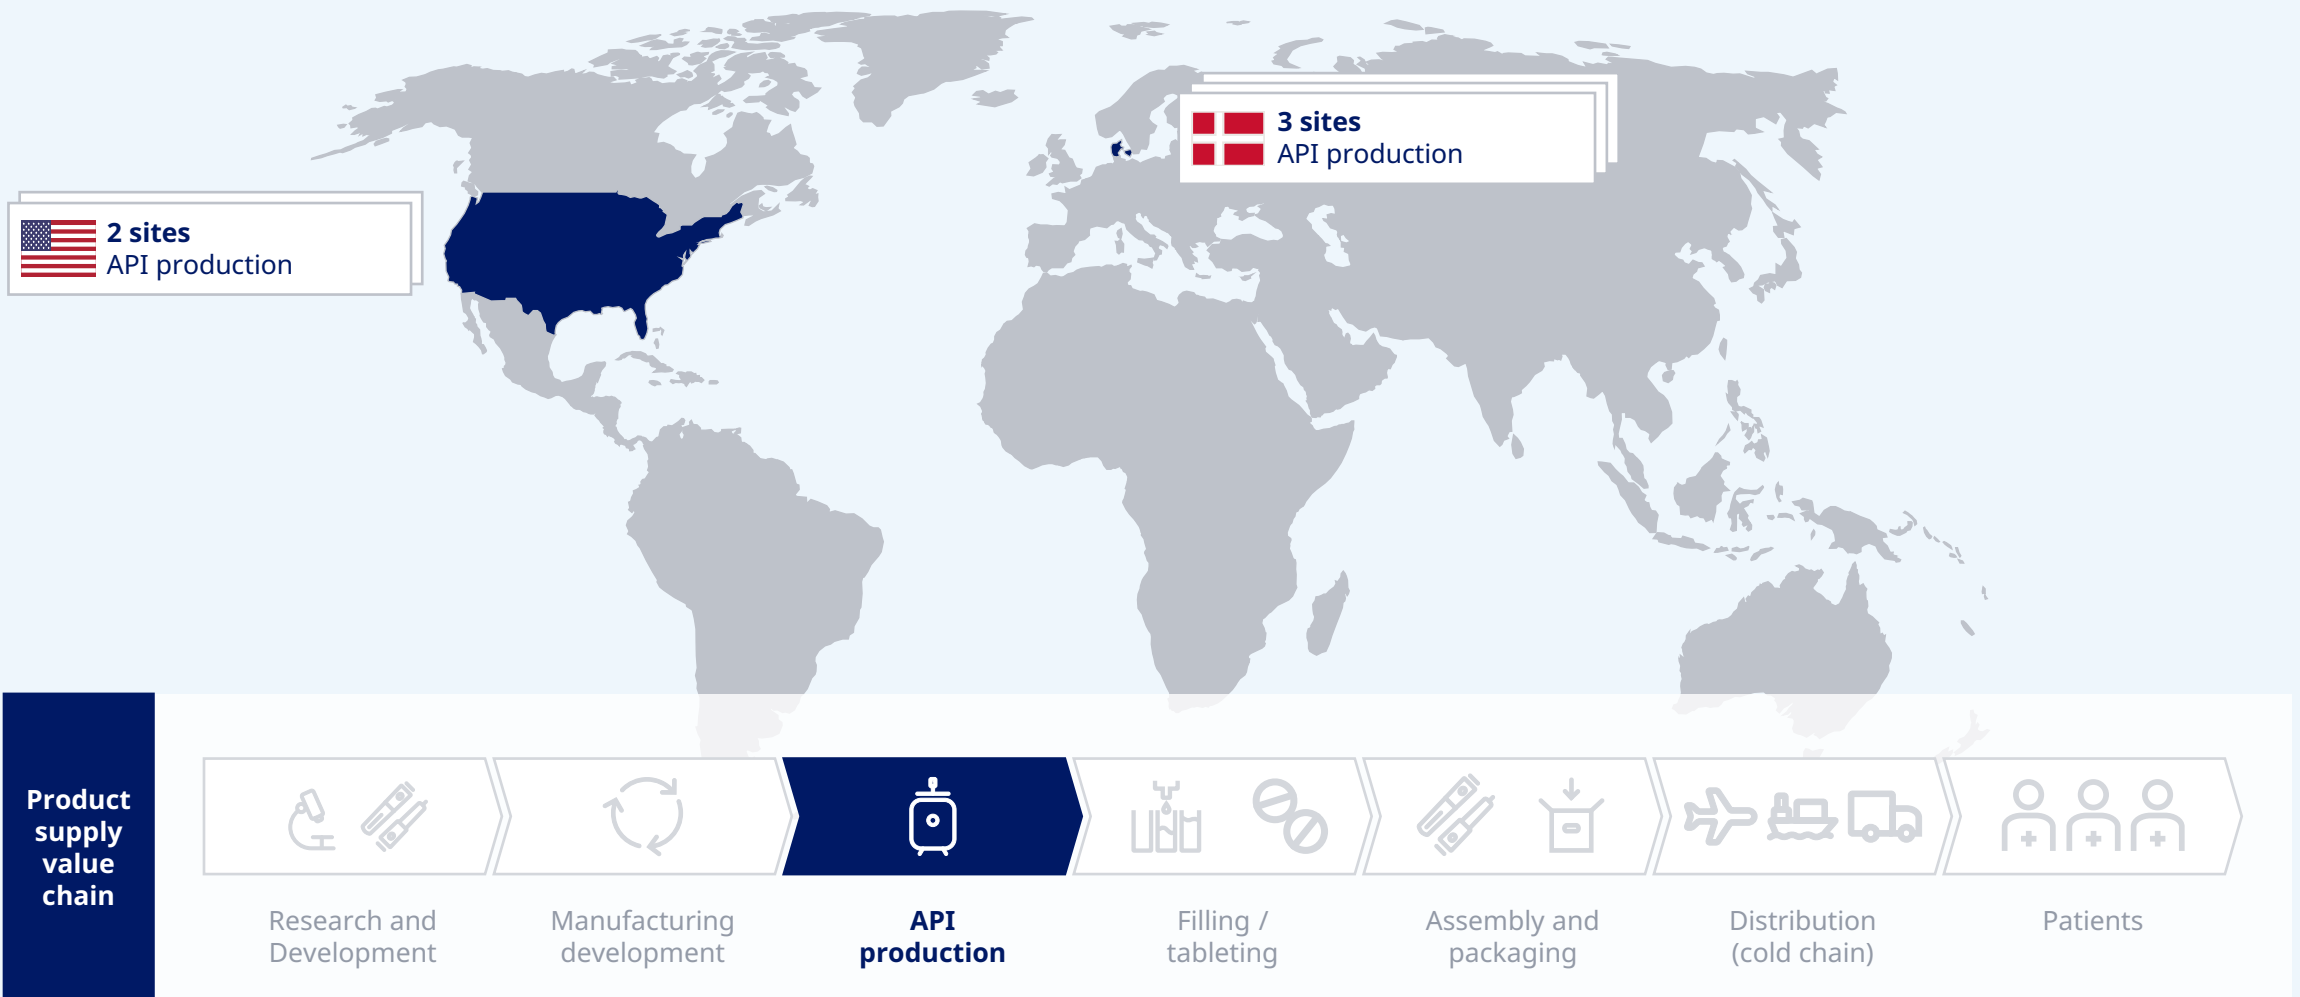 3 sites
API production
2 sites
API production
Product
supply
value
chain
Research and
Development
Manufacturing
development
API
production
Filling /
tableting
Assembly and
packaging
Distribution
(cold chain)
Patients